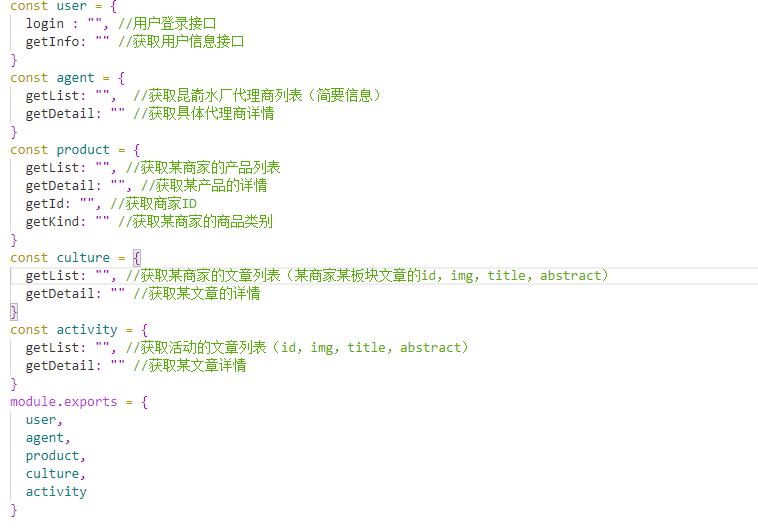 const user = {
  login : "", //用户登录接口
  getInfo: "" //获取用户信息接口
}
const agent = {
  getList: "",  //获取昆嵛水厂代理商列表（简要信息）
  getDetail: "" //获取具体代理商详情
}
const product = {
  getList: "", //获取某商家的产品列表
  getDetail: "", //获取某产品的详情
  getId: "", //获取商家ID
  getKind: "" //获取某商家的商品类别
}
const culture = {
  getList: "", //获取某商家的文章列表（某商家某板块文章的id，img，title，abstract）
  getDetail: "" //获取某文章的详情
}
const activity = {
  getList: "", //获取活动的文章列表（id，img，title，abstract）
  getDetail: "" //获取某文章详情
}
module.exports = {
  user,
  agent,
  product,
  culture,
  activity
}